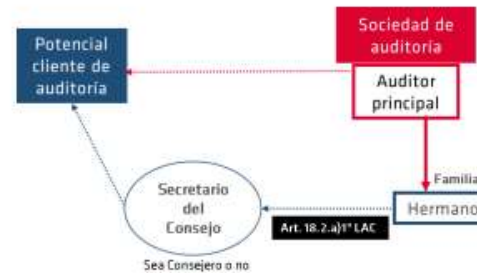 Potencial
cliente de
auditoría
Sociedad de
auditoría
Auditor
principal
Familia
Hermano
Art. 18.2.a)1º LAC
Secretario
del
Consejo
Sea Consejero o no